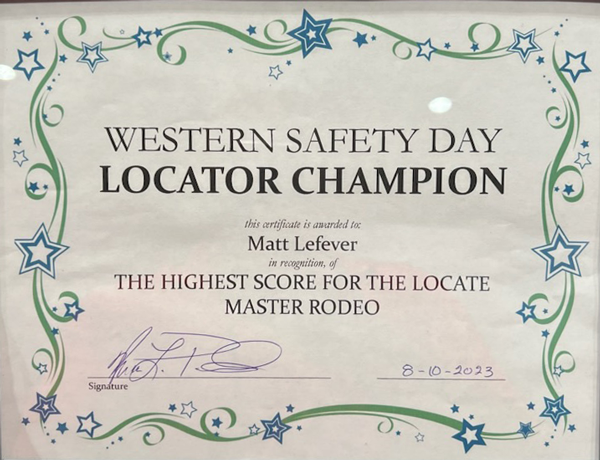 WESTERN SAFETY DAY
LOCATOR CHAMPION
this certificate is awarded to:
Matt Lefever
in recognition, of
THE HIGHEST SCORE FOR THE LOCATE
MASTER RODEO
8-10-2023
Signature